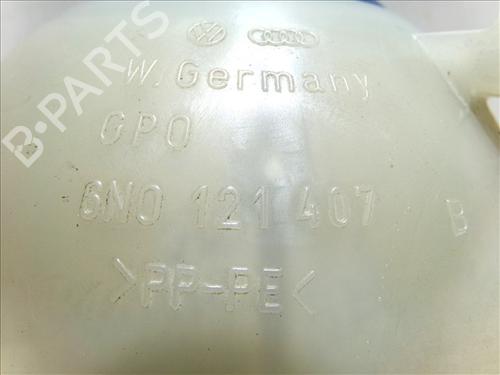 W. Germany
GPO
6N0 121 407 B
>PP-PE<
B-PARTS